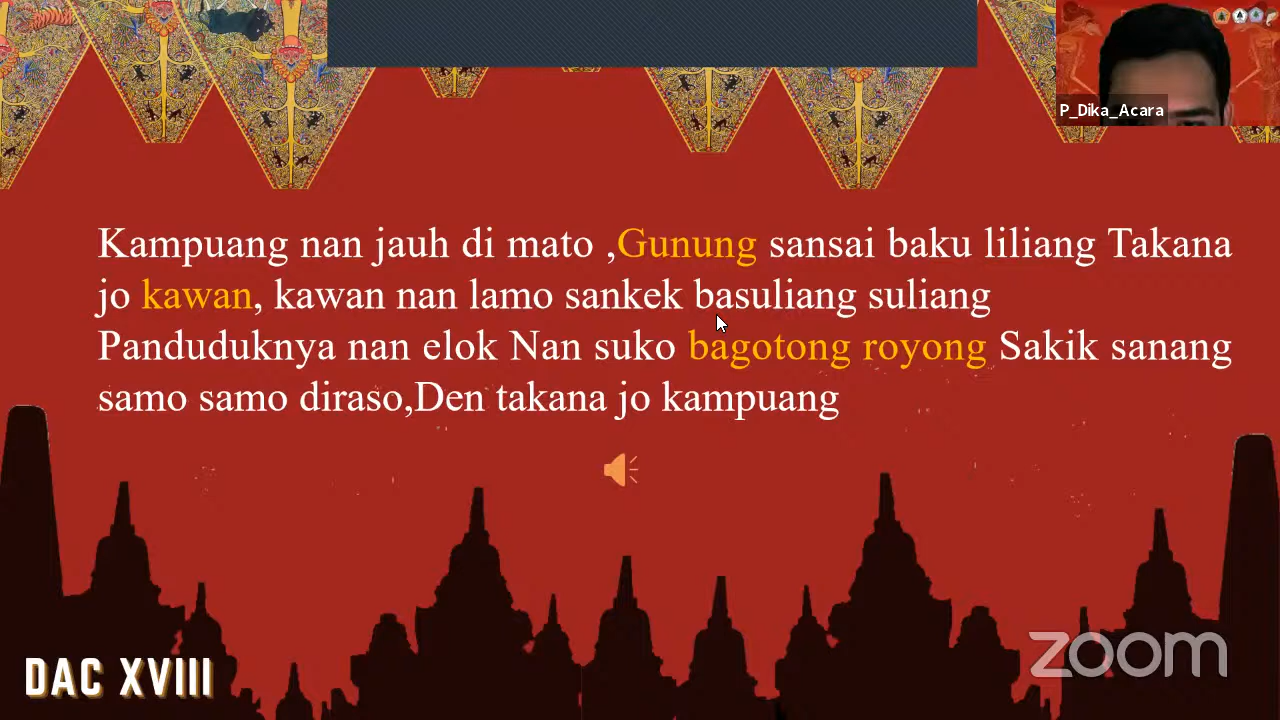 P_Dika_Acara
Kampuang nan jauh di mato ,Gunung sansai baku liliang Takana
jo kawan, kawan nan lamo sankek basuliang suliang
Panduduknya nan elok Nan suko bagotong royong Sakik sanang
samo samo diraso,Den takana jo kampuang
DAC XVIII
zoom